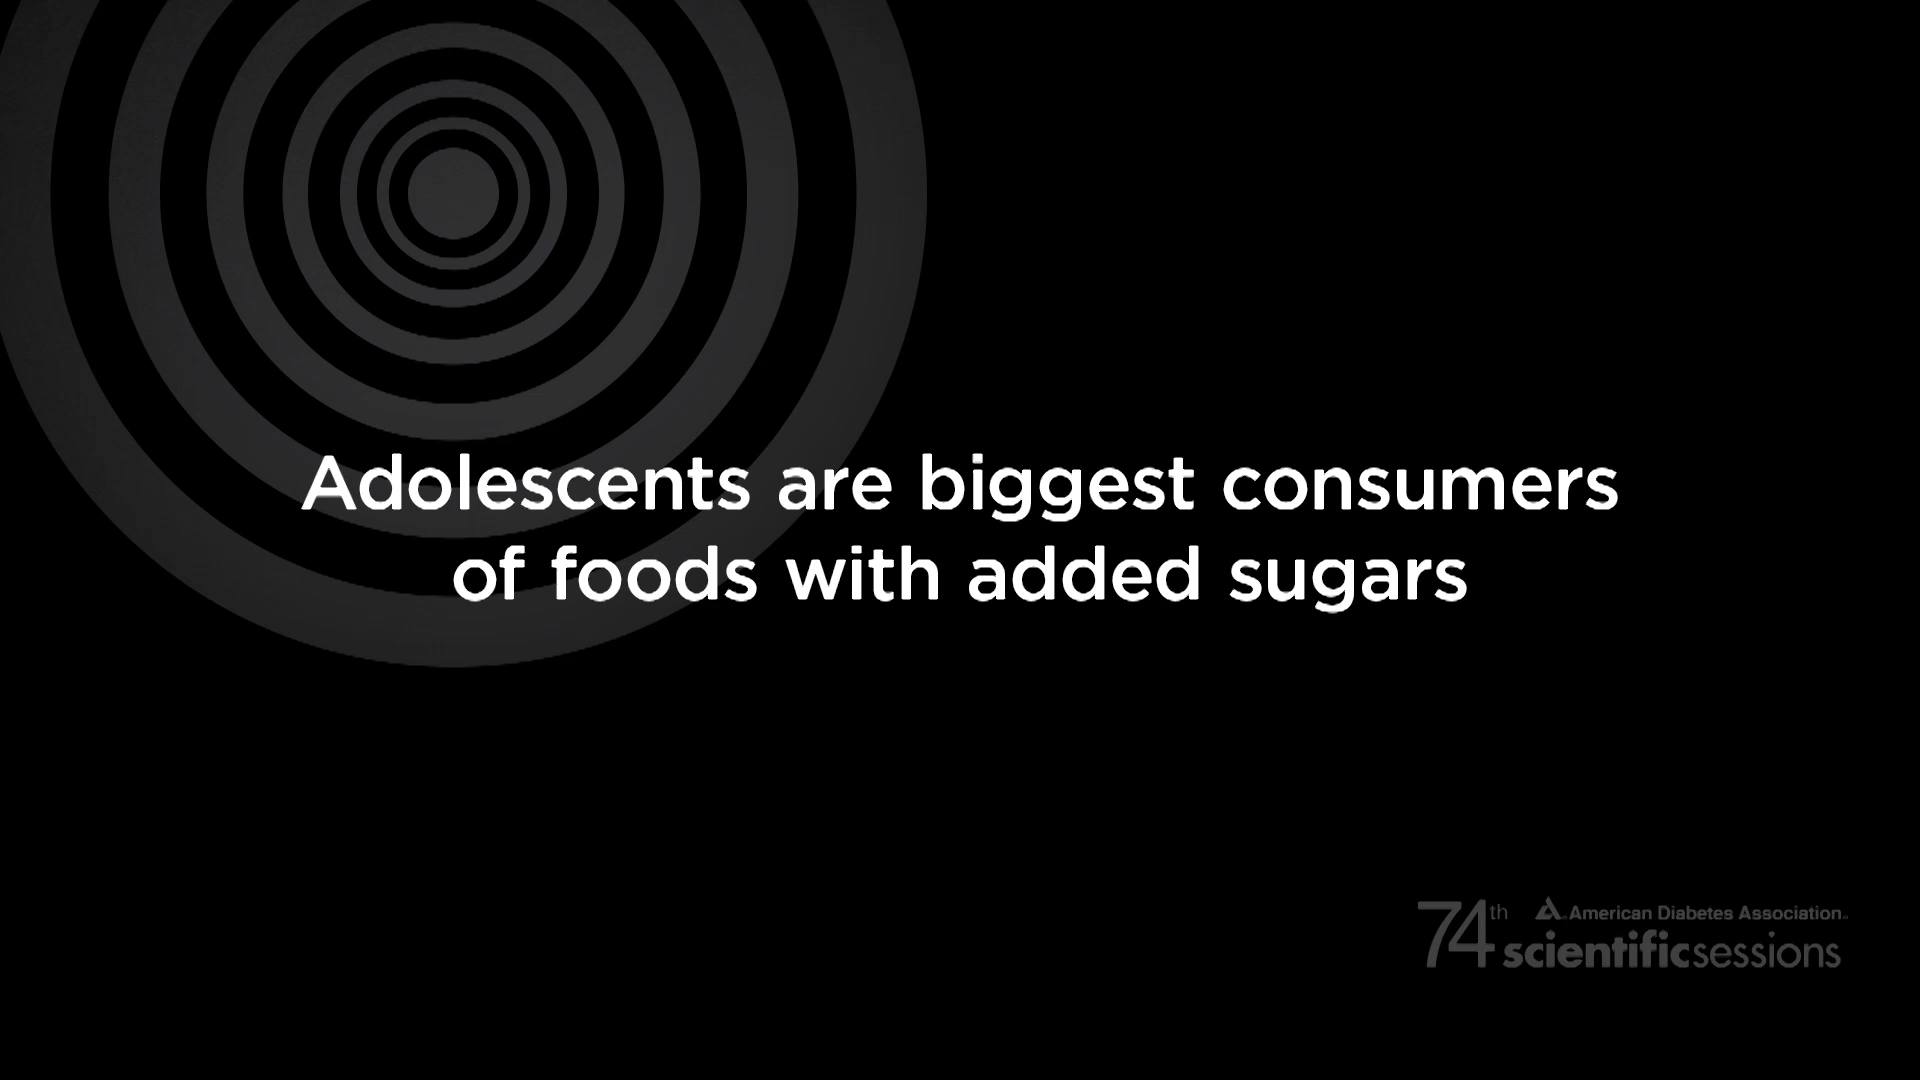 Adolescents are biggest consumers
of foods with added sugars
74th American Diabetes Association
scientificsessions